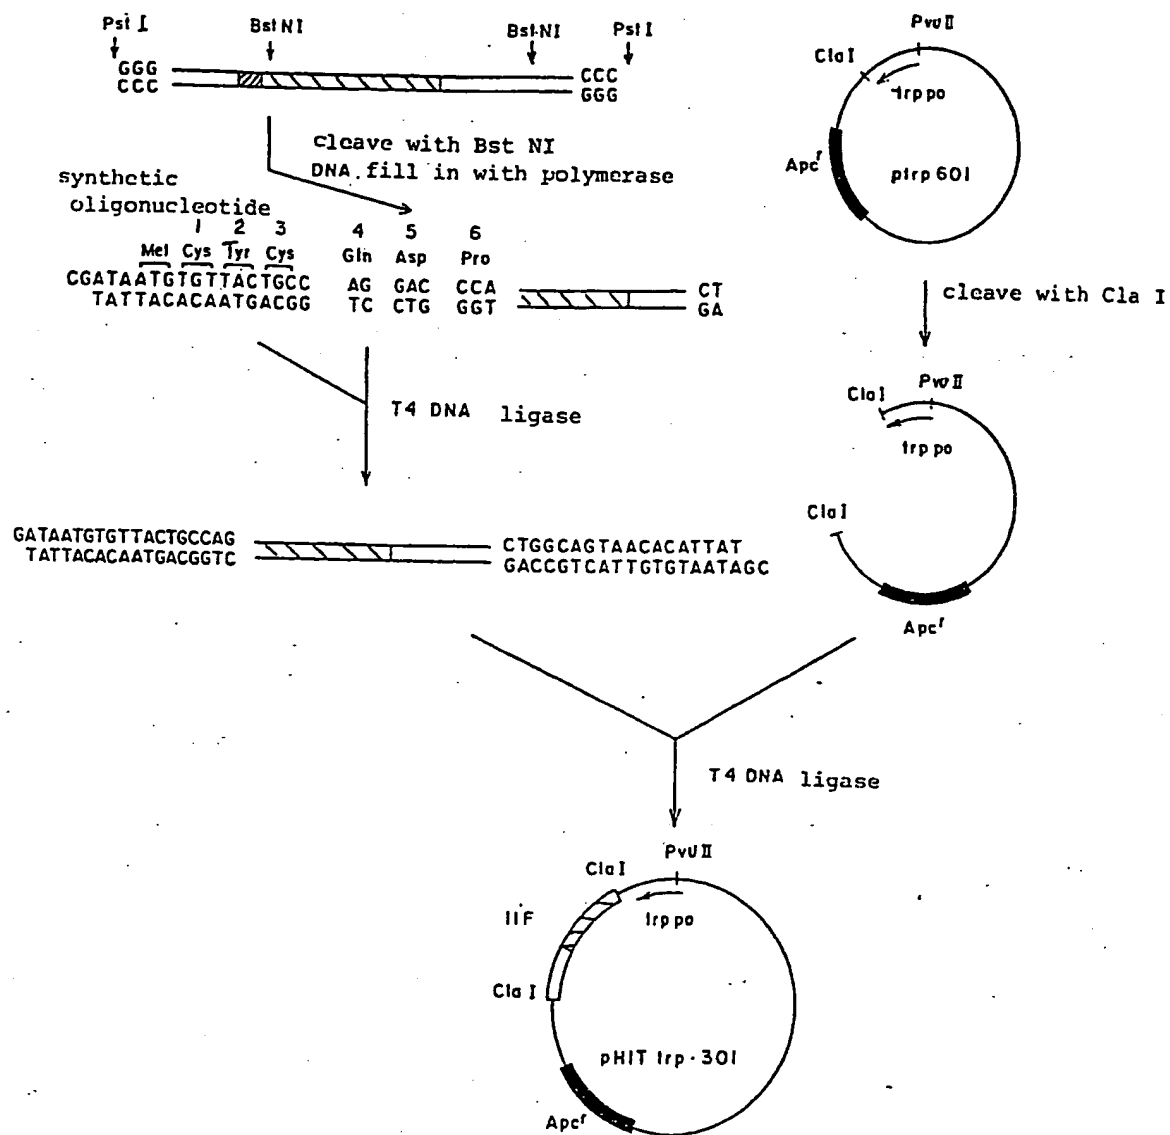 Pst I Bst NI Bst-NI Pst I
GGG CCC
CCC GGG
cleave with Bst NI
DNA fill in with polymerase
synthetic
oligonucleotide
1 2 3 4 5 6
Met Cys Tyr Cys Gln Asp Pro
CGATAATGTGTTACTGCC AG GAC CCA CT
TATTACACAATGACGG TC CTG GGT GA
T4 DNA ligase
GATAATGTGTTACTGCCAG CTGGCAGTAACACATTAT
TATTACACAATGACGGTC GACCGTCATTGTGTAATAGC
Pvu II
Cla I
trp po
Apcʳ
ptrp 601
cleave with Cla I
Pvu II
Cla I
trp po
Cla I
Apcʳ
T4 DNA ligase
Pvu II
Cla I
IIF
trp po
Cla I
pHIT trp·301
Apcʳ